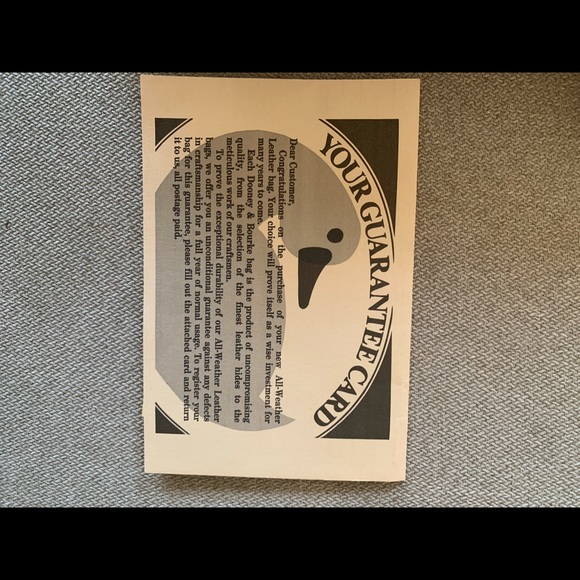 YOUR GUARANTEE CARD
Dear Customer,
Congratulations on the purchase of your new All-Weather
Leather bag. Your choice will prove itself as a wise investment for
many years to come.
Each Dooney & Bourke bag is the product of uncompromising
quality, from the selection of the finest leather hides to the
meticulous work of our craftsmen.
To prove the exceptional durability of our All-Weather Leather
bags, we offer you an unconditional guarantee against any defects
in craftsmanship for a full year of normal usage. To register your
bag for this guarantee, please fill out the attached card and return
it to us, all postage paid.